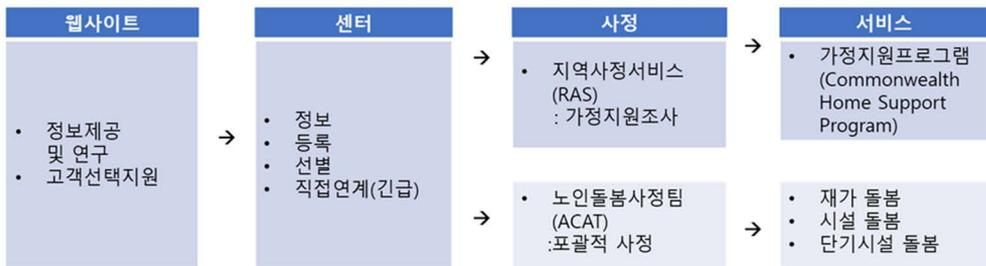 웹사이트
• 정보제공
및 연구
• 고객선택지원
→
센터
• 정보
• 등록
• 선별
• 직접연계(긴급)
→
→
사정
• 지역사정서비스
(RAS)
: 가정지원조사
• 노인돌봄사정팀
(ACAT)
:포괄적 사정
→
→
서비스
• 가정지원프로그램
(Commonwealth
Home Support
Program)
• 재가 돌봄
• 시설 돌봄
• 단기시설 돌봄